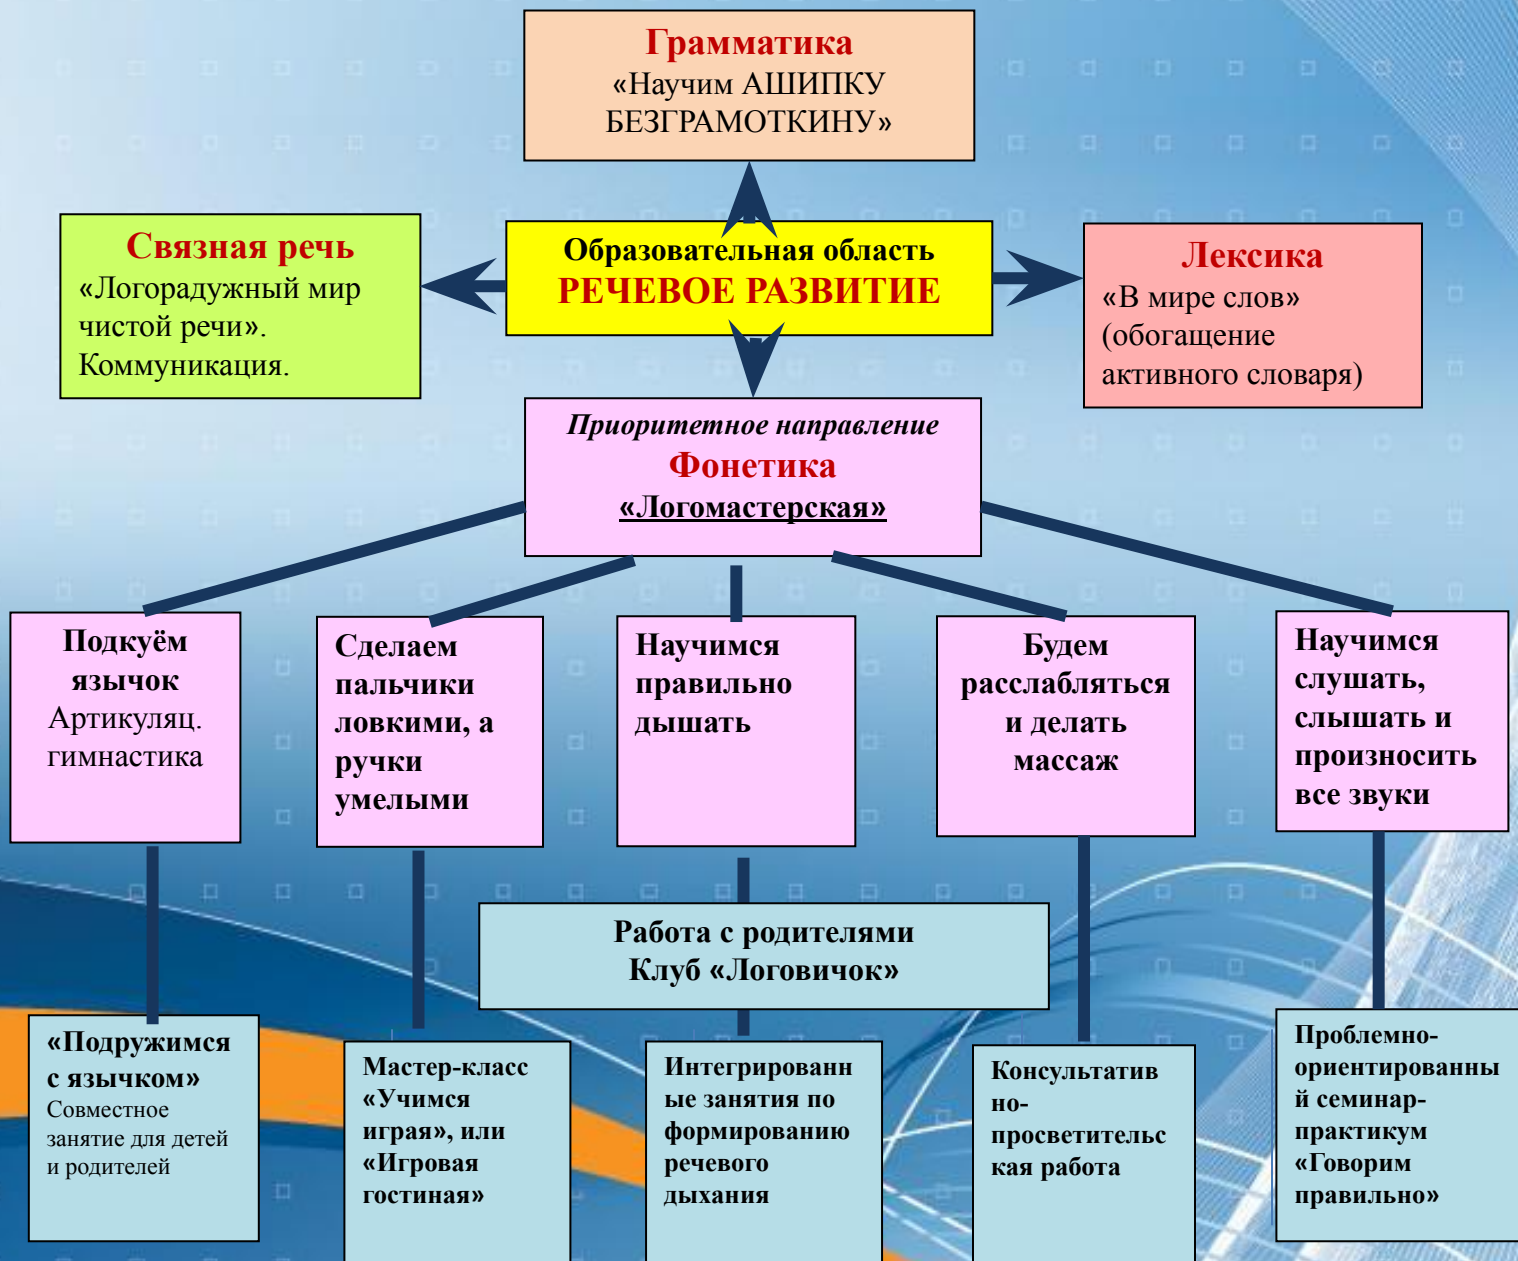 Грамматика
«Научим АШИПКУ
БЕЗГРАМОТКИНУ»
Связная речь
«Логорадужный мир
чистой речи».
Коммуникация.
Образовательная область
РЕЧЕВОЕ РАЗВИТИЕ
Лексика
«В мире слов»
(обогащение
активного словаря)
Приоритетное направление
Фонетика
«Логомастерская»
Подкуём
язычок
Артикуляц.
гимнастика
Сделаем
пальчики
ловкими, а
ручки
умелыми
Научимся
правильно
дышать
Будем
расслабляться
и делать
массаж
Научимся
слушать,
слышать и
произносить
все звуки
Работа с родителями
Клуб «Логовичок»
«Подружимся
с язычком»
Совместное
занятие для детей
и родителей
Мастер-класс
«Учимся
играя», или
«Игровая
гостиная»
Интегрированн
ые занятия по
формированию
речевого
дыхания
Консультатив
но-
просветительс
кая работа
Проблемно-
ориентированны
й семинар-
практикум
«Говорим
правильно»